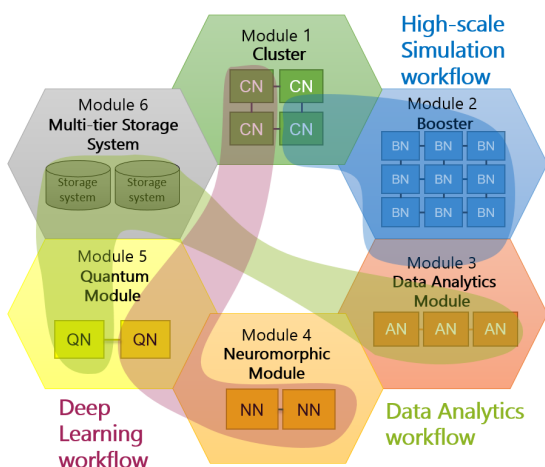 Module 1
Cluster
CN CN
CN CN
High-scale
Simulation
workflow
Module 6
Multi-tier Storage
System
Storage
system
Storage
system
Module 2
Booster
BN BN BN
BN BN BN
BN BN BN
Module 5
Quantum
Module
QN QN
Module 3
Data Analytics
Module
AN AN AN
Module 4
Neuromorphic
Module
NN NN
Deep
Learning
workflow
Data Analytics
workflow